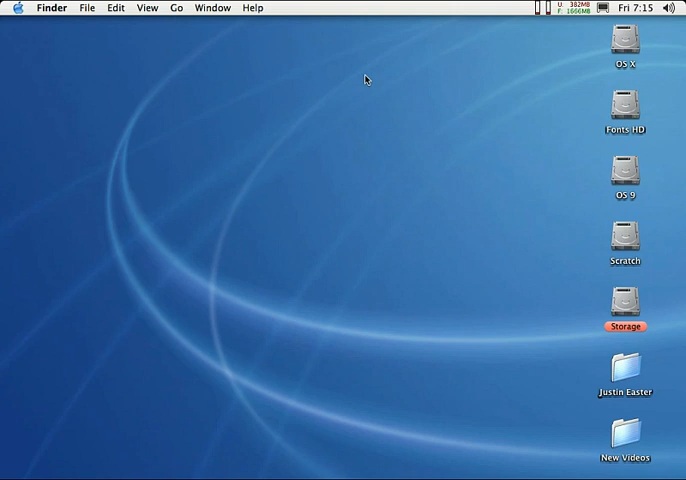 Finder File Edit View Go Window Help U: 382MB Fri 7:15
F: 1666MB
OS X
Fonts HD
OS 9
Scratch
Storage
Justin Easter
New Videos